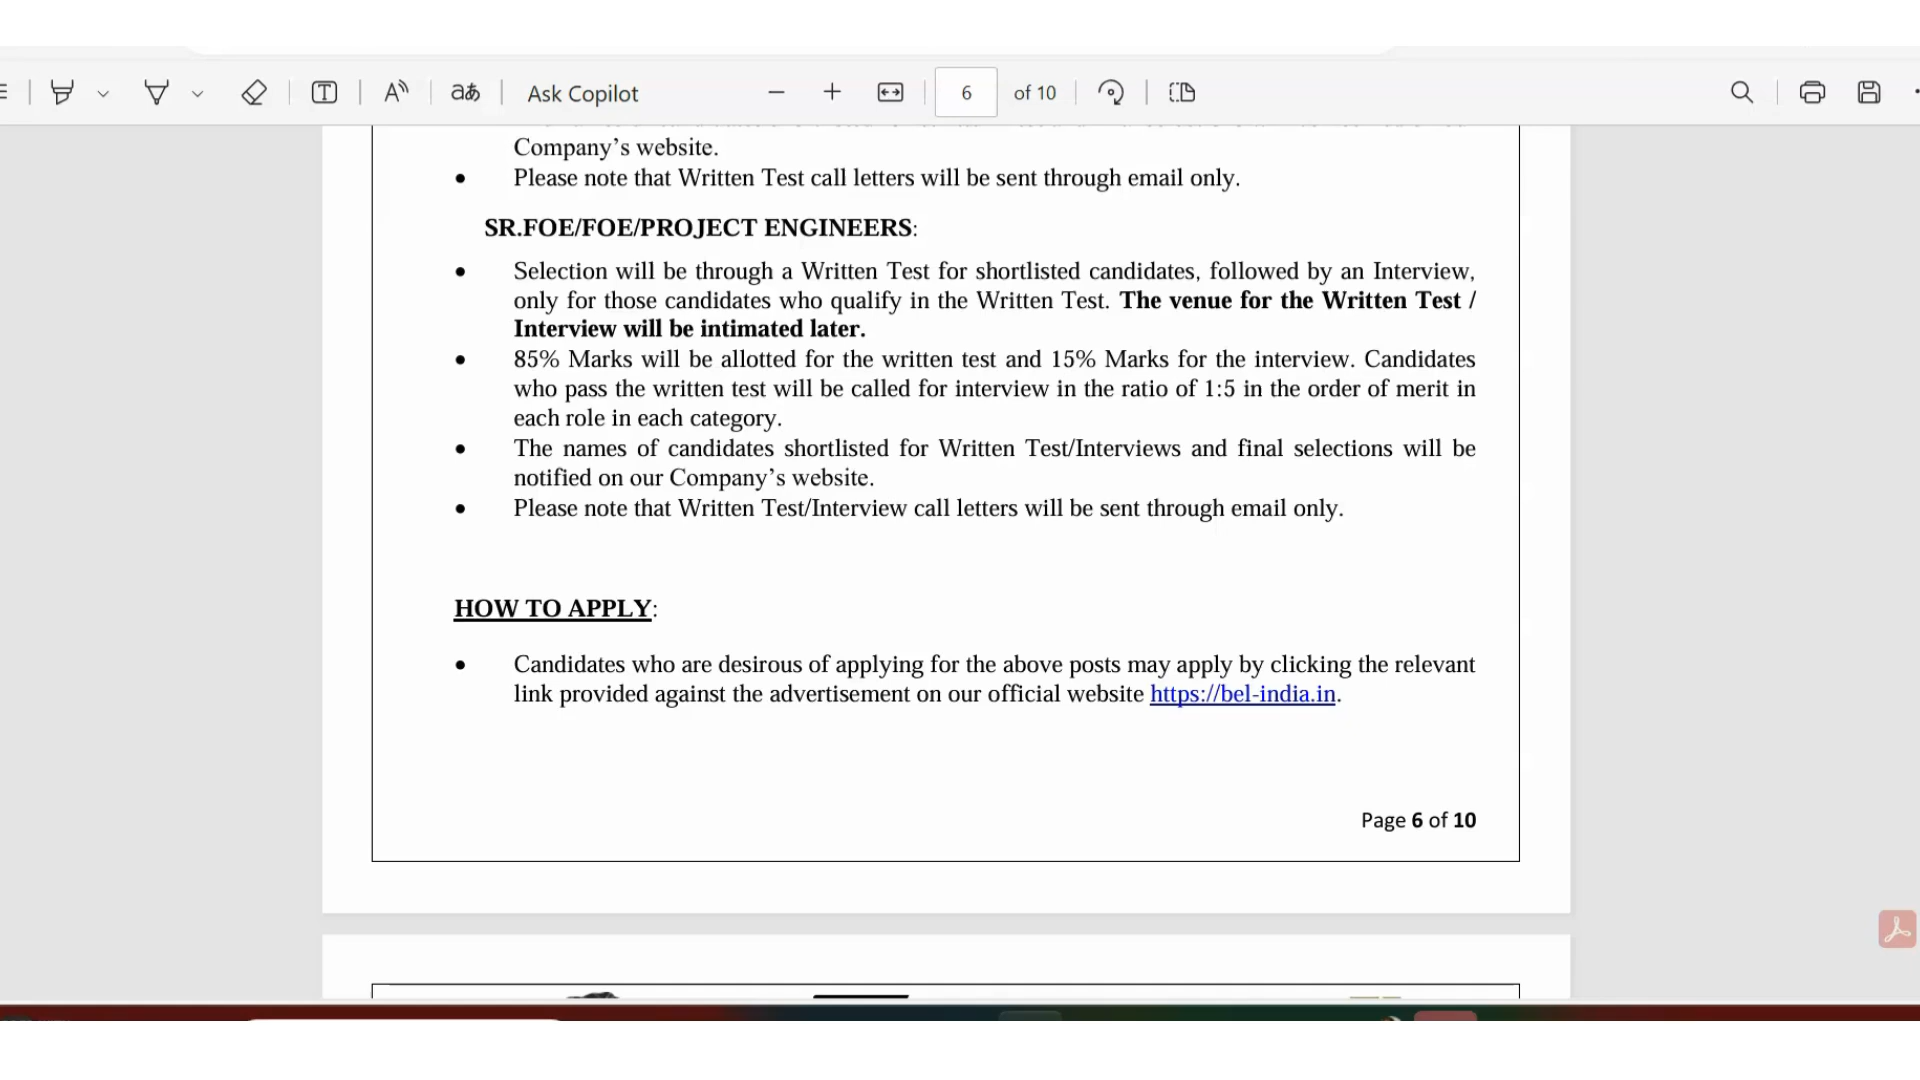 Ask Copilot
6
of 10
Company’s website.
• Please note that Written Test call letters will be sent through email only.
SR.FOE/FOE/PROJECT ENGINEERS:
• Selection will be through a Written Test for shortlisted candidates, followed by an Interview,
only for those candidates who qualify in the Written Test. The venue for the Written Test /
Interview will be intimated later.
• 85% Marks will be allotted for the written test and 15% Marks for the interview. Candidates
who pass the written test will be called for interview in the ratio of 1:5 in the order of merit in
each role in each category.
• The names of candidates shortlisted for Written Test/Interviews and final selections will be
notified on our Company’s website.
• Please note that Written Test/Interview call letters will be sent through email only.
HOW TO APPLY:
• Candidates who are desirous of applying for the above posts may apply by clicking the relevant
link provided against the advertisement on our official website https://bel-india.in.
Page 6 of 10